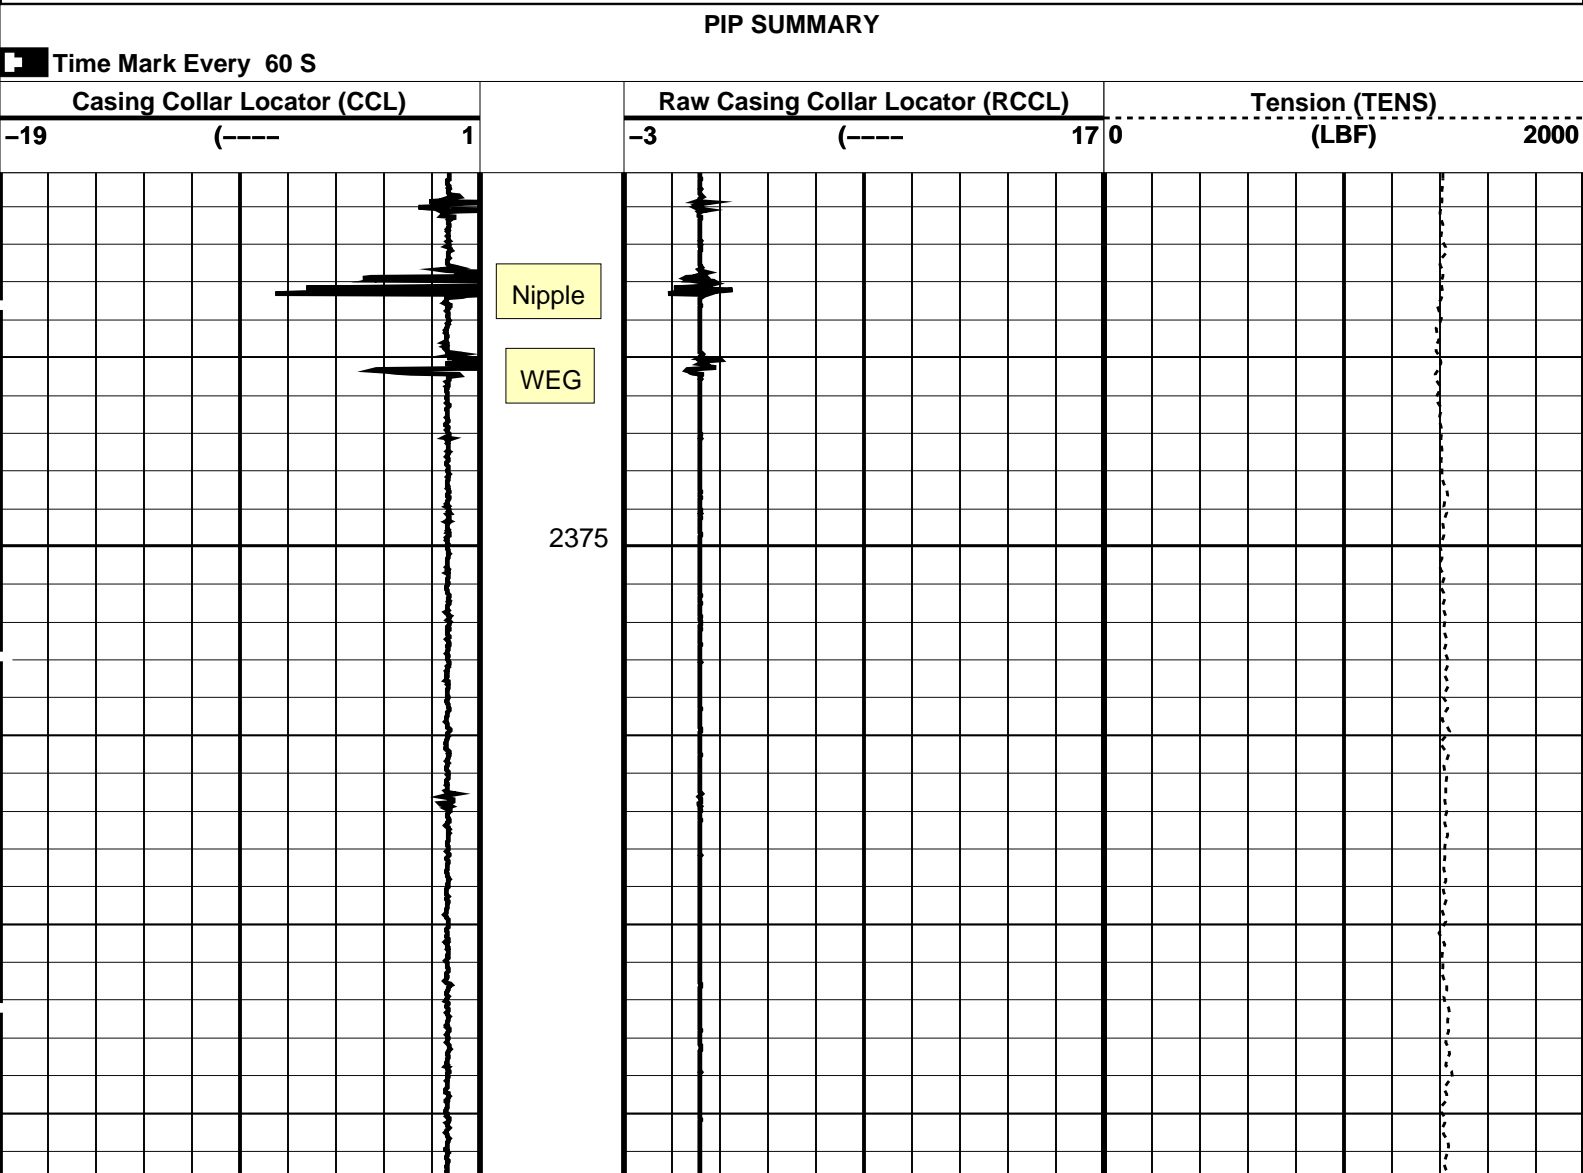 PIP SUMMARY
Time Mark Every 60 S
Casing Collar Locator (CCL)
−19 (−−−− 1
Raw Casing Collar Locator (RCCL)
−3 (−−−− 17
Tension (TENS)
0 (LBF) 2000
Nipple
WEG
2375